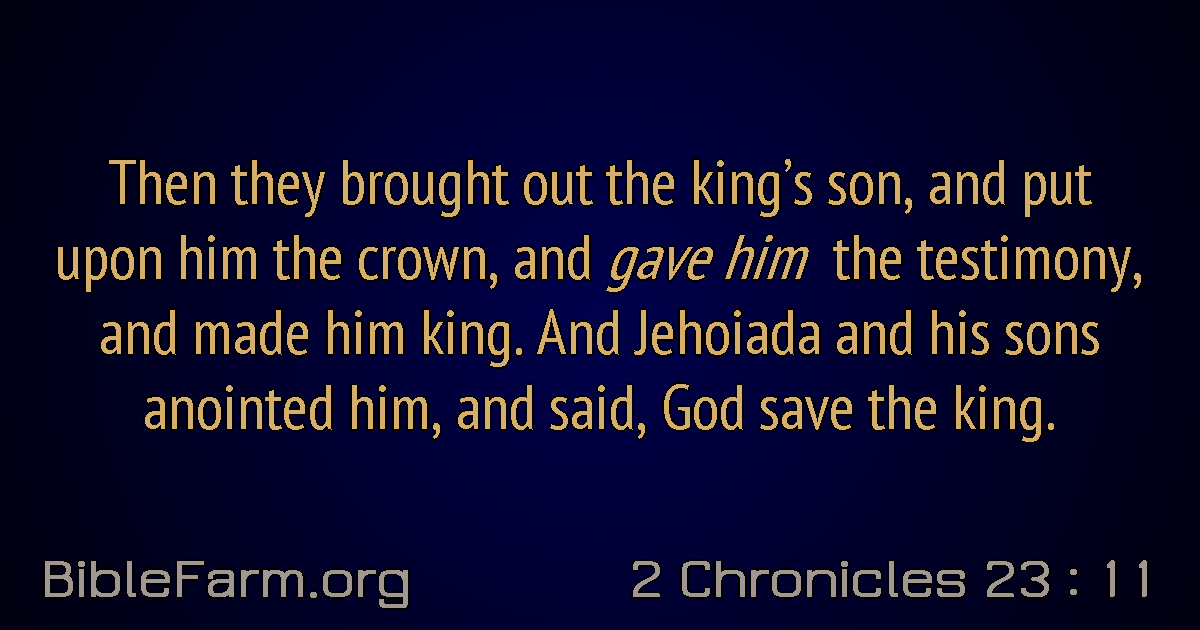 Then they brought out the king’s son, and put
upon him the crown, and gave him the testimony,
and made him king. And Jehoiada and his sons
anointed him, and said, God save the king.
BibleFarm.org
2 Chronicles 23 : 11